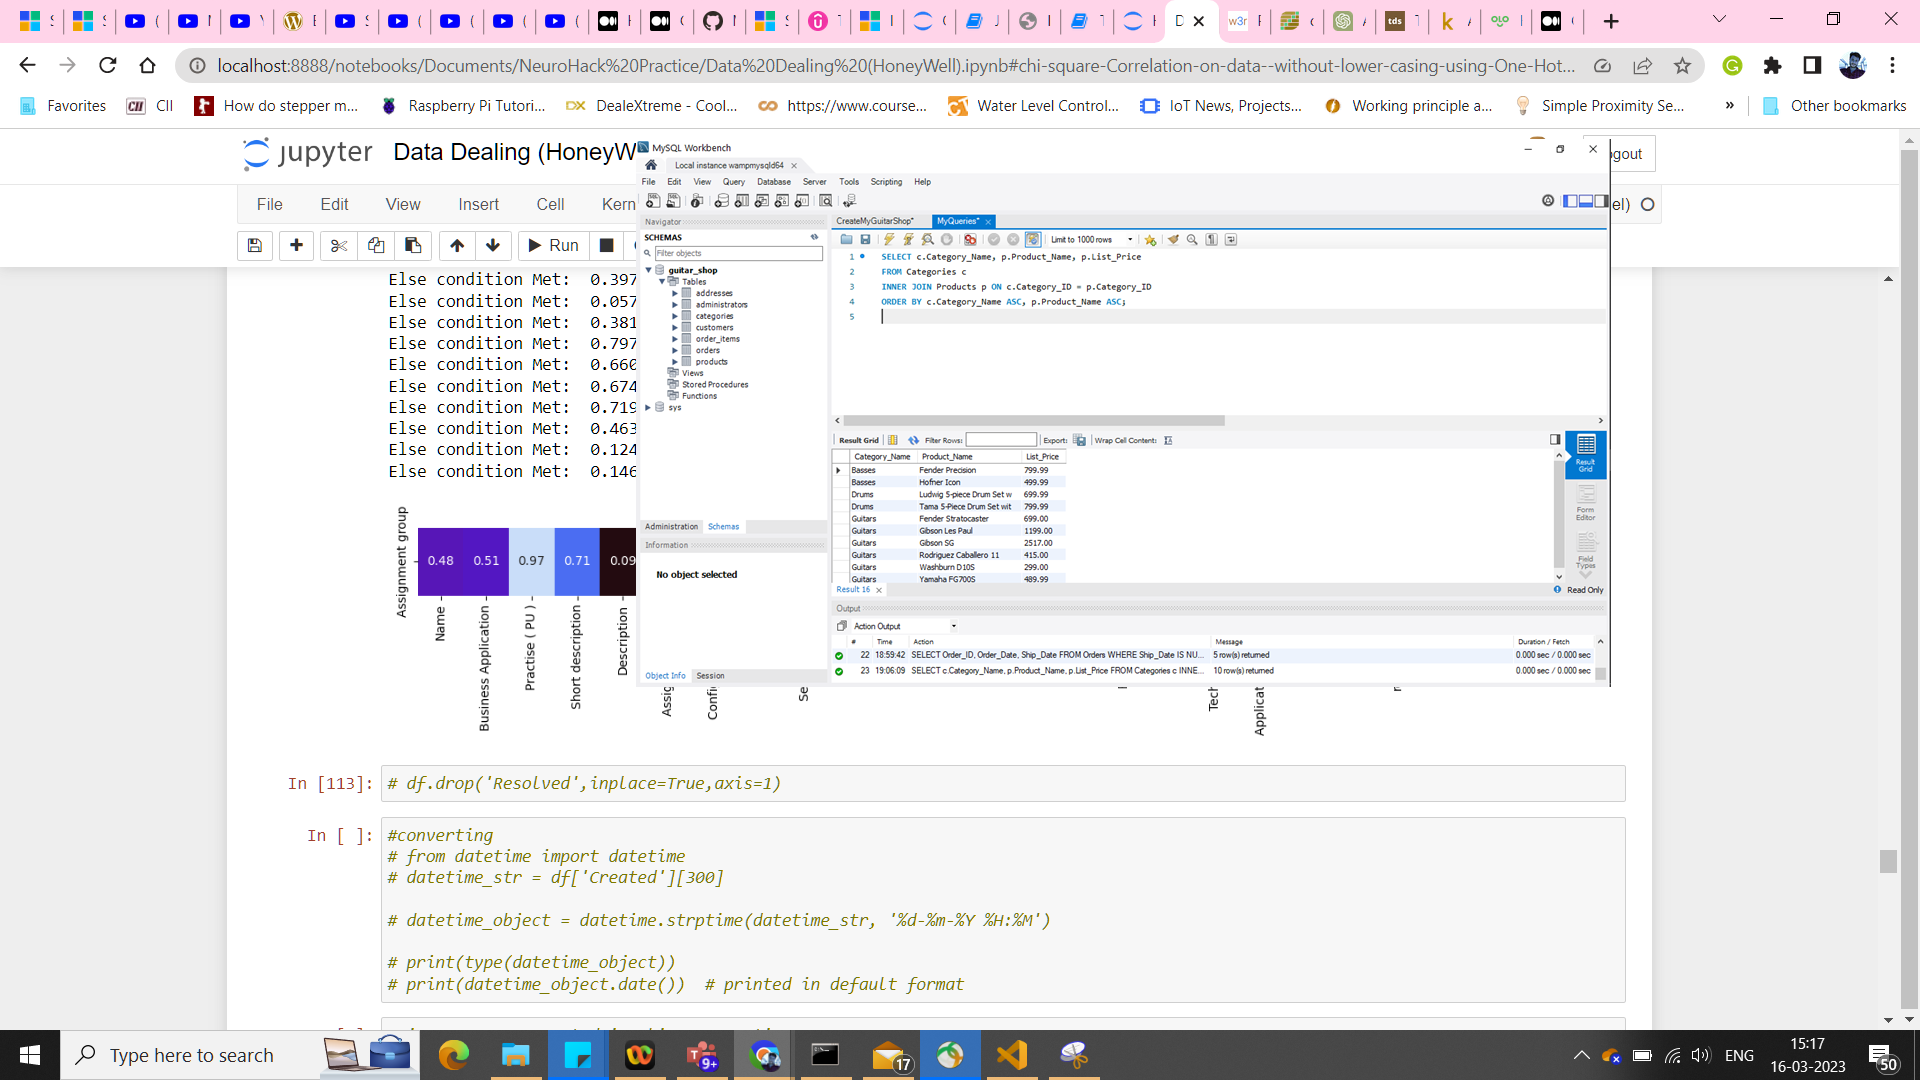 localhost:8888/notebooks/Documents/NeuroHack%20Practice/Data%20Dealing%20(HoneyWell).ipynb#chi-square-Correlation-on-data--without-lower-casing-using-One-Hot...
Favorites CII How do stepper m... Raspberry Pi Tutori... DX DealeXtreme - Cool... https://www.course... Water Level Control... IoT News, Projects... Working principle a... Simple Proximity Se... » Other bookmarks
jupyter Data Dealing (HoneyW
ogout
File Edit View Insert Cell Kern
el)
Run
Else condition Met: 0.397
Else condition Met: 0.057
Else condition Met: 0.381
Else condition Met: 0.797
Else condition Met: 0.660
Else condition Met: 0.674
Else condition Met: 0.719
Else condition Met: 0.463
Else condition Met: 0.124
Else condition Met: 0.146
Assignment group
0.48 0.51 0.97 0.71 0.09
Name
Business Application
Practise ( PU )
Short description
Description
Assig
Confi
Se
Tech
Applicat
MySQL Workbench
Local instance wampmysqld64
File Edit View Query Database Server Tools Scripting Help
Navigator
SCHEMAS
Filter objects
guitar_shop
Tables
addresses
administrators
categories
customers
order_items
orders
products
Views
Stored Procedures
Functions
sys
Administration Schemas
Information
No object selected
Object Info Session
CreateMyGuitarShop* MyQueries*
Limit to 1000 rows
1 SELECT c.Category_Name, p.Product_Name, p.List_Price
2 FROM Categories c
3 INNER JOIN Products p ON c.Category_ID = p.Category_ID
4 ORDER BY c.Category_Name ASC, p.Product_Name ASC;
5
Result Grid Filter Rows: Export: Wrap Cell Content:
Category_Name Product_Name List_Price
Basses Fender Precision 799.99
Basses Hofner Icon 499.99
Drums Ludwig 5-piece Drum Set w 699.99
Drums Tama 5-Piece Drum Set wit 799.99
Guitars Fender Stratocaster 699.00
Guitars Gibson Les Paul 1199.00
Guitars Gibson SG 2517.00
Guitars Rodriguez Caballero 11 415.00
Guitars Washburn D10S 299.00
Guitars Yamaha FG700S 489.99
Result Grid
Form Editor
Field Types
Result 16
Read Only
Output
Action Output
# Time Action Message Duration / Fetch
22 18:59:42 SELECT Order_ID, Order_Date, Ship_Date FROM Orders WHERE Ship_Date IS NU... 5 row(s) returned 0.000 sec / 0.000 sec
23 19:06:09 SELECT c.Category_Name, p.Product_Name, p.List_Price FROM Categories c INNE... 10 row(s) returned 0.000 sec / 0.000 sec
In [113]: # df.drop('Resolved',inplace=True,axis=1)
In [ ]: #converting
# from datetime import datetime
# datetime_str = df['Created'][300]
# datetime_object = datetime.strptime(datetime_str, '%d-%m-%Y %H:%M')
# print(type(datetime_object))
# print(datetime_object.date()) # printed in default format
Type here to search
9+
17
ENG
15:17
16-03-2023
50